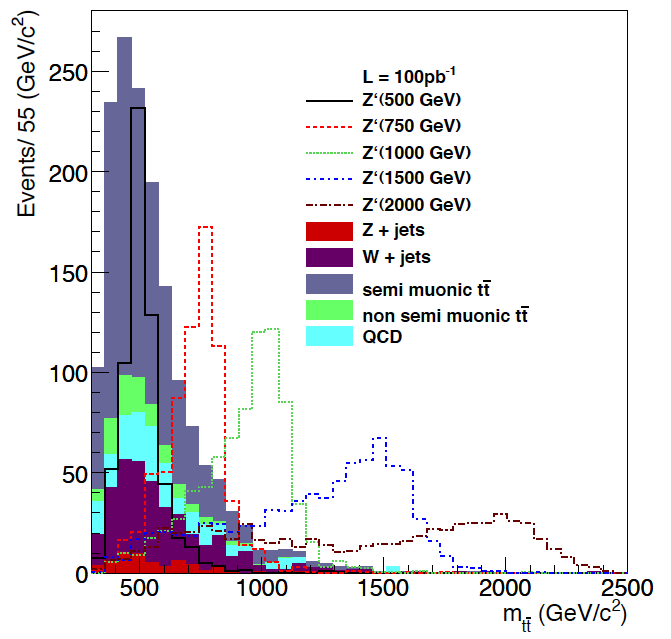 Events/ 55 (GeV/c²)
250
200
150
100
50
0
L = 100pb⁻¹
Z‘(500 GeV)
Z‘(750 GeV)
Z‘(1000 GeV)
Z‘(1500 GeV)
Z‘(2000 GeV)
Z + jets
W + jets
semi muonic tt̅
non semi muonic tt̅
QCD
500 1000 1500 2000 2500
m_tt̅ (GeV/c²)